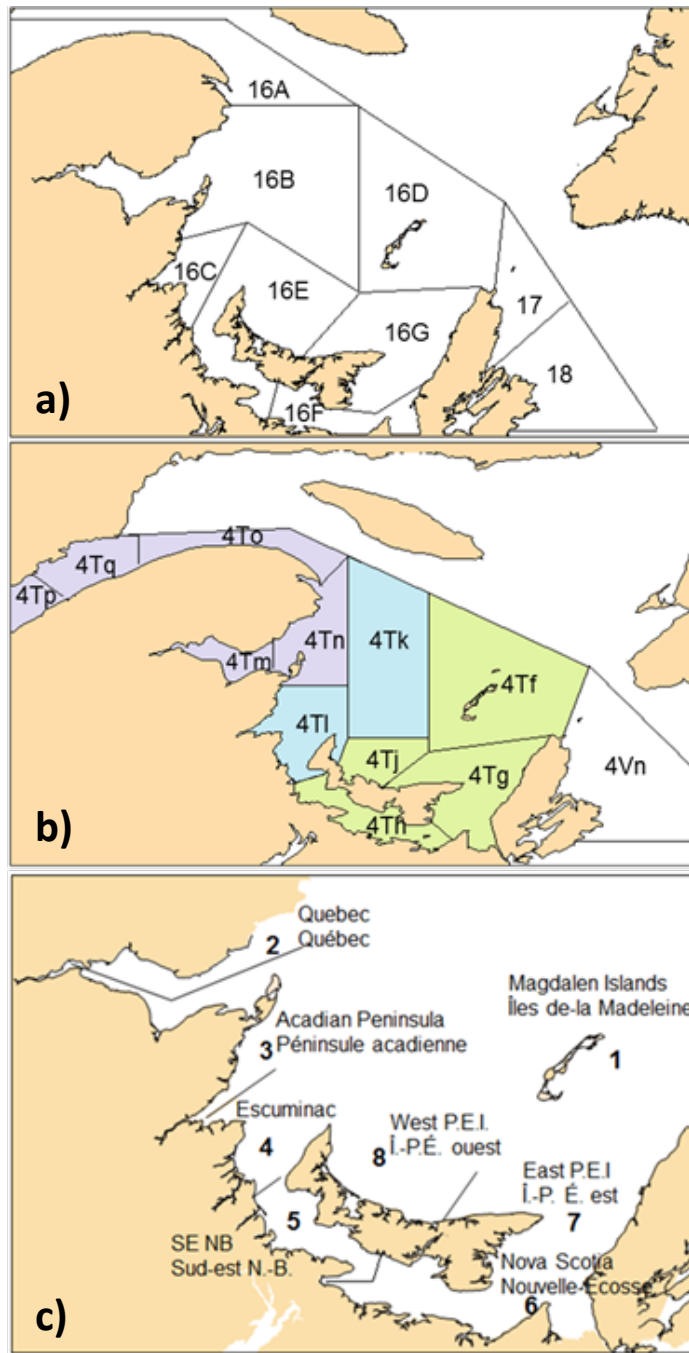 16A
16B
16D
16C
16E
17
16G
18
16F
a)
4To
4Tq
4Tp
4Tn
4Tk
4Tm
4Tf
4Tl
4Tj
4Tg
4Vn
4Th
b)
Quebec
2 Québec
Magdalen Islands
Îles de-la Madeleine
1
Acadian Peninsula
3 Péninsule acadienne
Escuminac
4
West P.E.I.
8 Î.-P.É. ouest
East P.E.I
Î.-P. É. est
7
5
SE NB
Sud-est N.-B.
Nova Scotia
Nouvelle-Écosse
6
c)